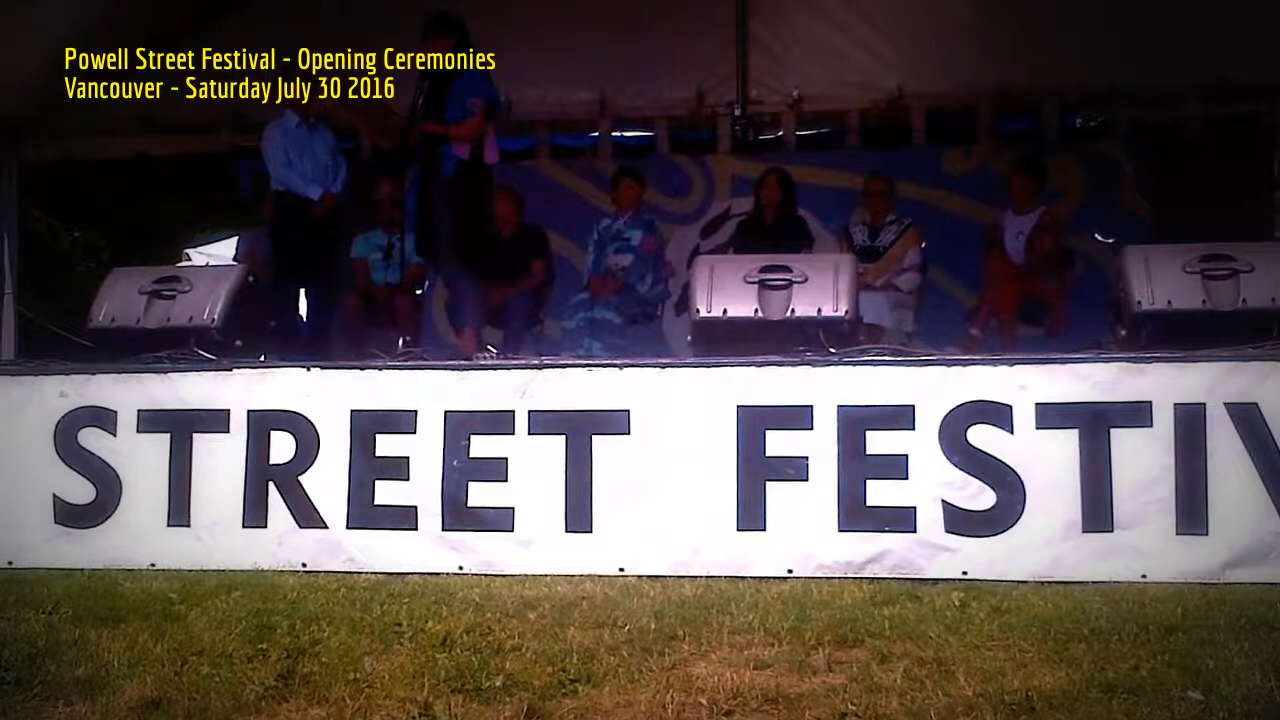 Powell Street Festival - Opening Ceremonies
Vancouver - Saturday July 30 2016
STREET FESTIV